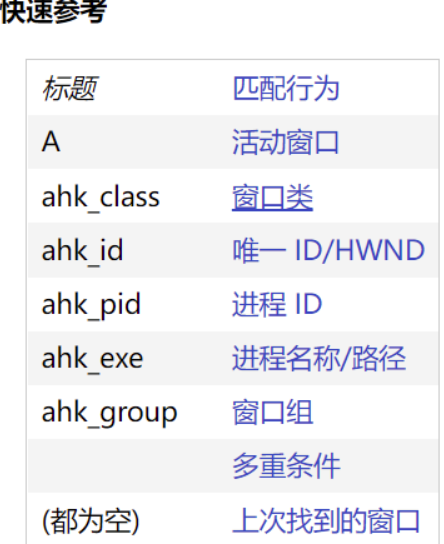 快速参考
标题 匹配行为
A 活动窗口
ahk_class 窗口类
ahk_id 唯一 ID/HWND
ahk_pid 进程 ID
ahk_exe 进程名称/路径
ahk_group 窗口组
多重条件
(都为空) 上次找到的窗口